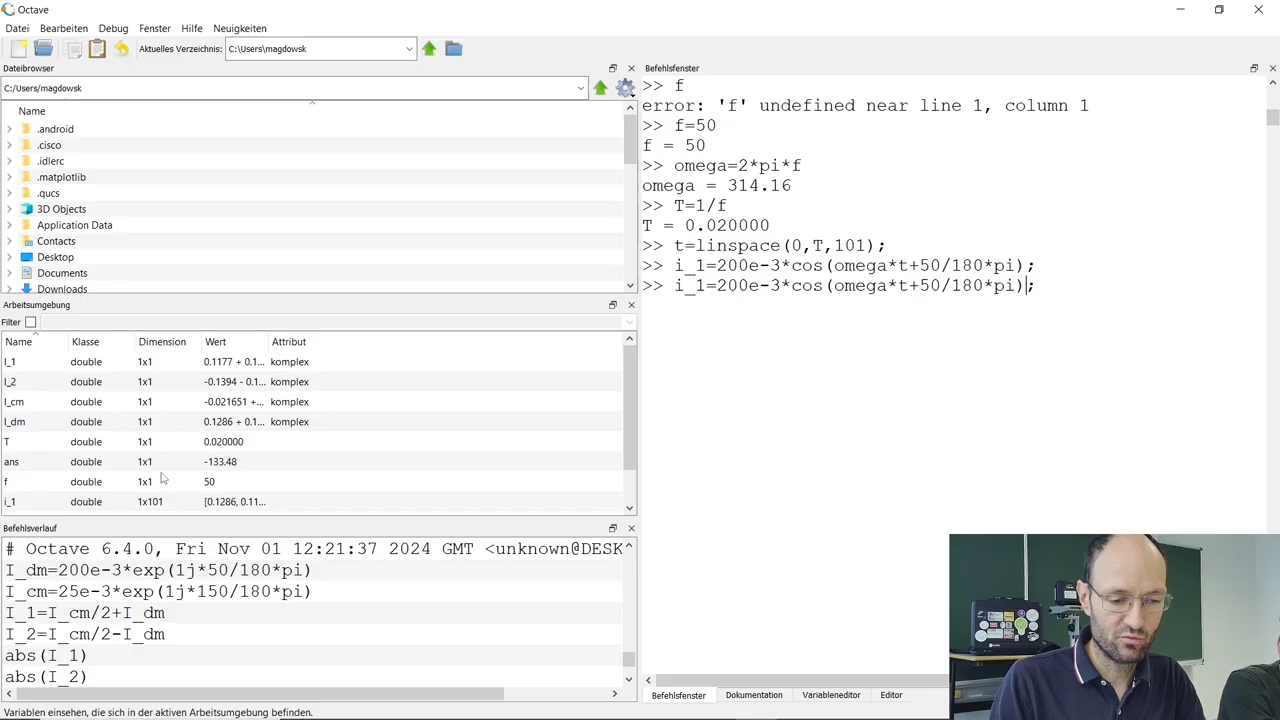 Octave
Datei Bearbeiten Debug Fenster Hilfe Neuigkeiten
Aktuelles Verzeichnis: C:\Users\magdowsk
Dateibrowser
C:/Users/magdowsk
Name
.android
.cisco
.idlerc
.matplotlib
.qucs
3D Objects
Application Data
Contacts
Desktop
Documents
Downloads
Arbeitsumgebung
Filter
Name Klasse Dimension Wert Attribut
I_1 double 1x1 0.1177 + 0.1... komplex
I_2 double 1x1 -0.1394 - 0.1... komplex
I_cm double 1x1 -0.021651 +... komplex
I_dm double 1x1 0.1286 + 0.1... komplex
T double 1x1 0.020000
ans double 1x1 -133.48
f double 1x1 50
i_1 double 1x101 [0.1286, 0.11...
Befehlsverlauf
# Octave 6.4.0, Fri Nov 01 12:21:37 2024 GMT <unknown@DESK
I_dm=200e-3*exp(1j*50/180*pi)
I_cm=25e-3*exp(1j*150/180*pi)
I_1=I_cm/2+I_dm
I_2=I_cm/2-I_dm
abs(I_1)
abs(I_2)
Variablen einsehen, die sich in der aktiven Arbeitsumgebung befinden.
Befehlsfenster
>> f
error: 'f' undefined near line 1, column 1
>> f=50
f = 50
>> omega=2*pi*f
omega = 314.16
>> T=1/f
T = 0.020000
>> t=linspace(0,T,101);
>> i_1=200e-3*cos(omega*t+50/180*pi);
>> i_1=200e-3*cos(omega*t+50/180*pi);
Befehlsfenster Dokumentation Variableneditor Editor